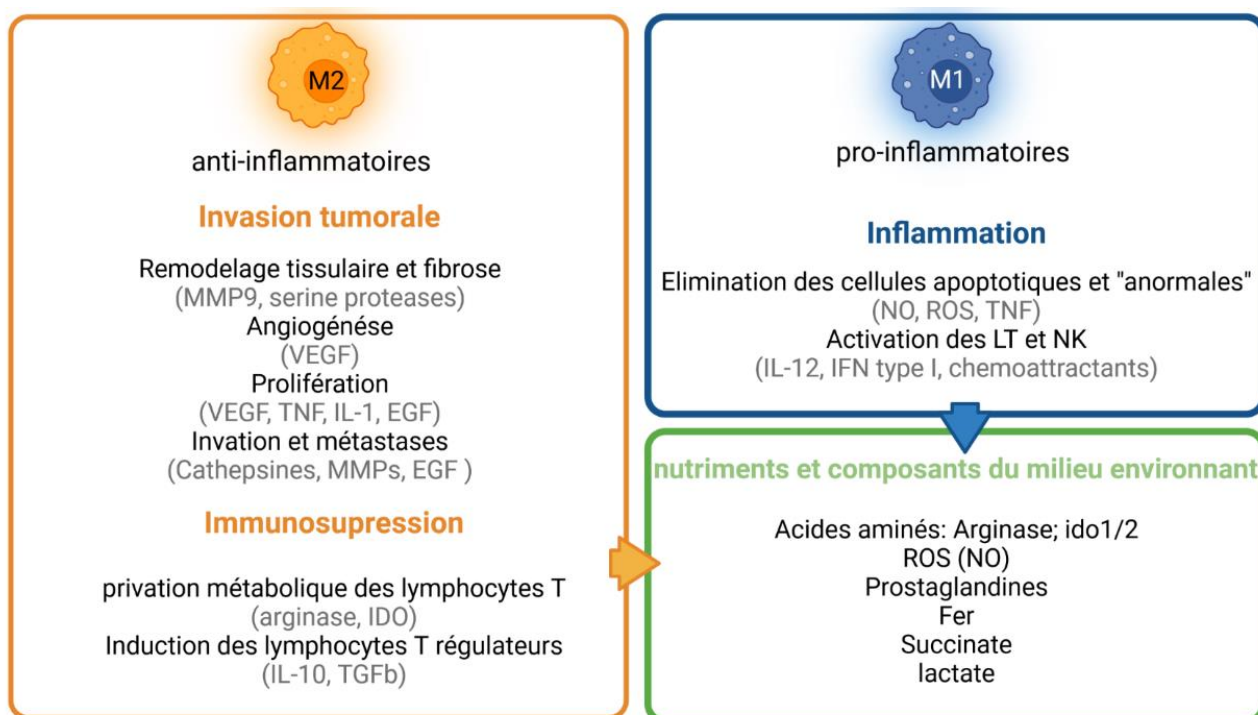 M2
anti-inflammatoires
Invasion tumorale
Remodelage tissulaire et fibrose
(MMP9, serine proteases)
Angiogénése
(VEGF)
Prolifération
(VEGF, TNF, IL-1, EGF)
Invation et métastases
(Cathepsines, MMPs, EGF )
Immunosupression
privation métabolique des lymphocytes T
(arginase, IDO)
Induction des lymphocytes T régulateurs
(IL-10, TGFb)
M1
pro-inflammatoires
Inflammation
Elimination des cellules apoptotiques et "anormales"
(NO, ROS, TNF)
Activation des LT et NK
(IL-12, IFN type I, chemoattractants)
nutriments et composants du milieu environnant
Acides aminés: Arginase; ido1/2
ROS (NO)
Prostaglandines
Fer
Succinate
lactate